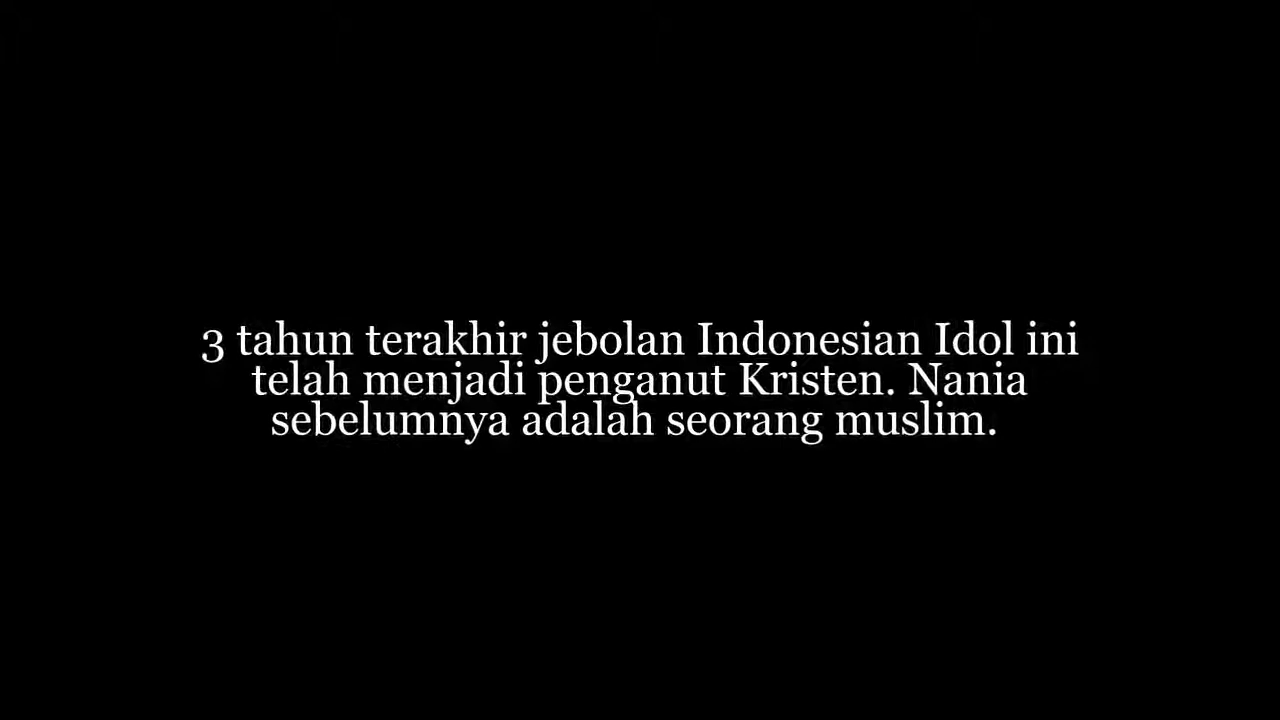 3 tahun terakhir jebolan Indonesian Idol ini
telah menjadi penganut Kristen. Nania
sebelumnya adalah seorang muslim.